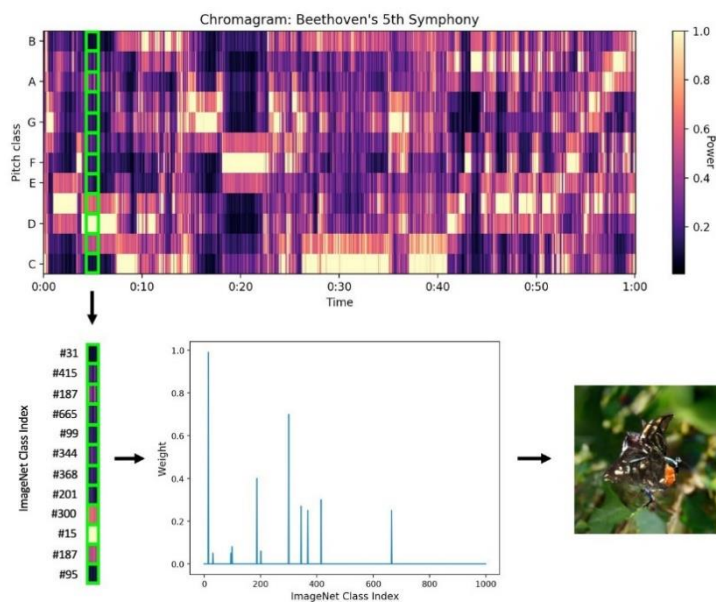 Chromagram: Beethoven's 5th Symphony
Pitch class
B
A
G
F
E
D
C
0:00 0:10 0:20 0:30 0:40 0:50 1:00
Time
1.0
0.8
0.6
0.4
0.2
Power
ImageNet Class Index
#31
#415
#187
#665
#99
#344
#368
#201
#300
#15
#187
#95
Weight
1.0
0.8
0.6
0.4
0.2
0.0
0 200 400 600 800 1000
ImageNet Class Index